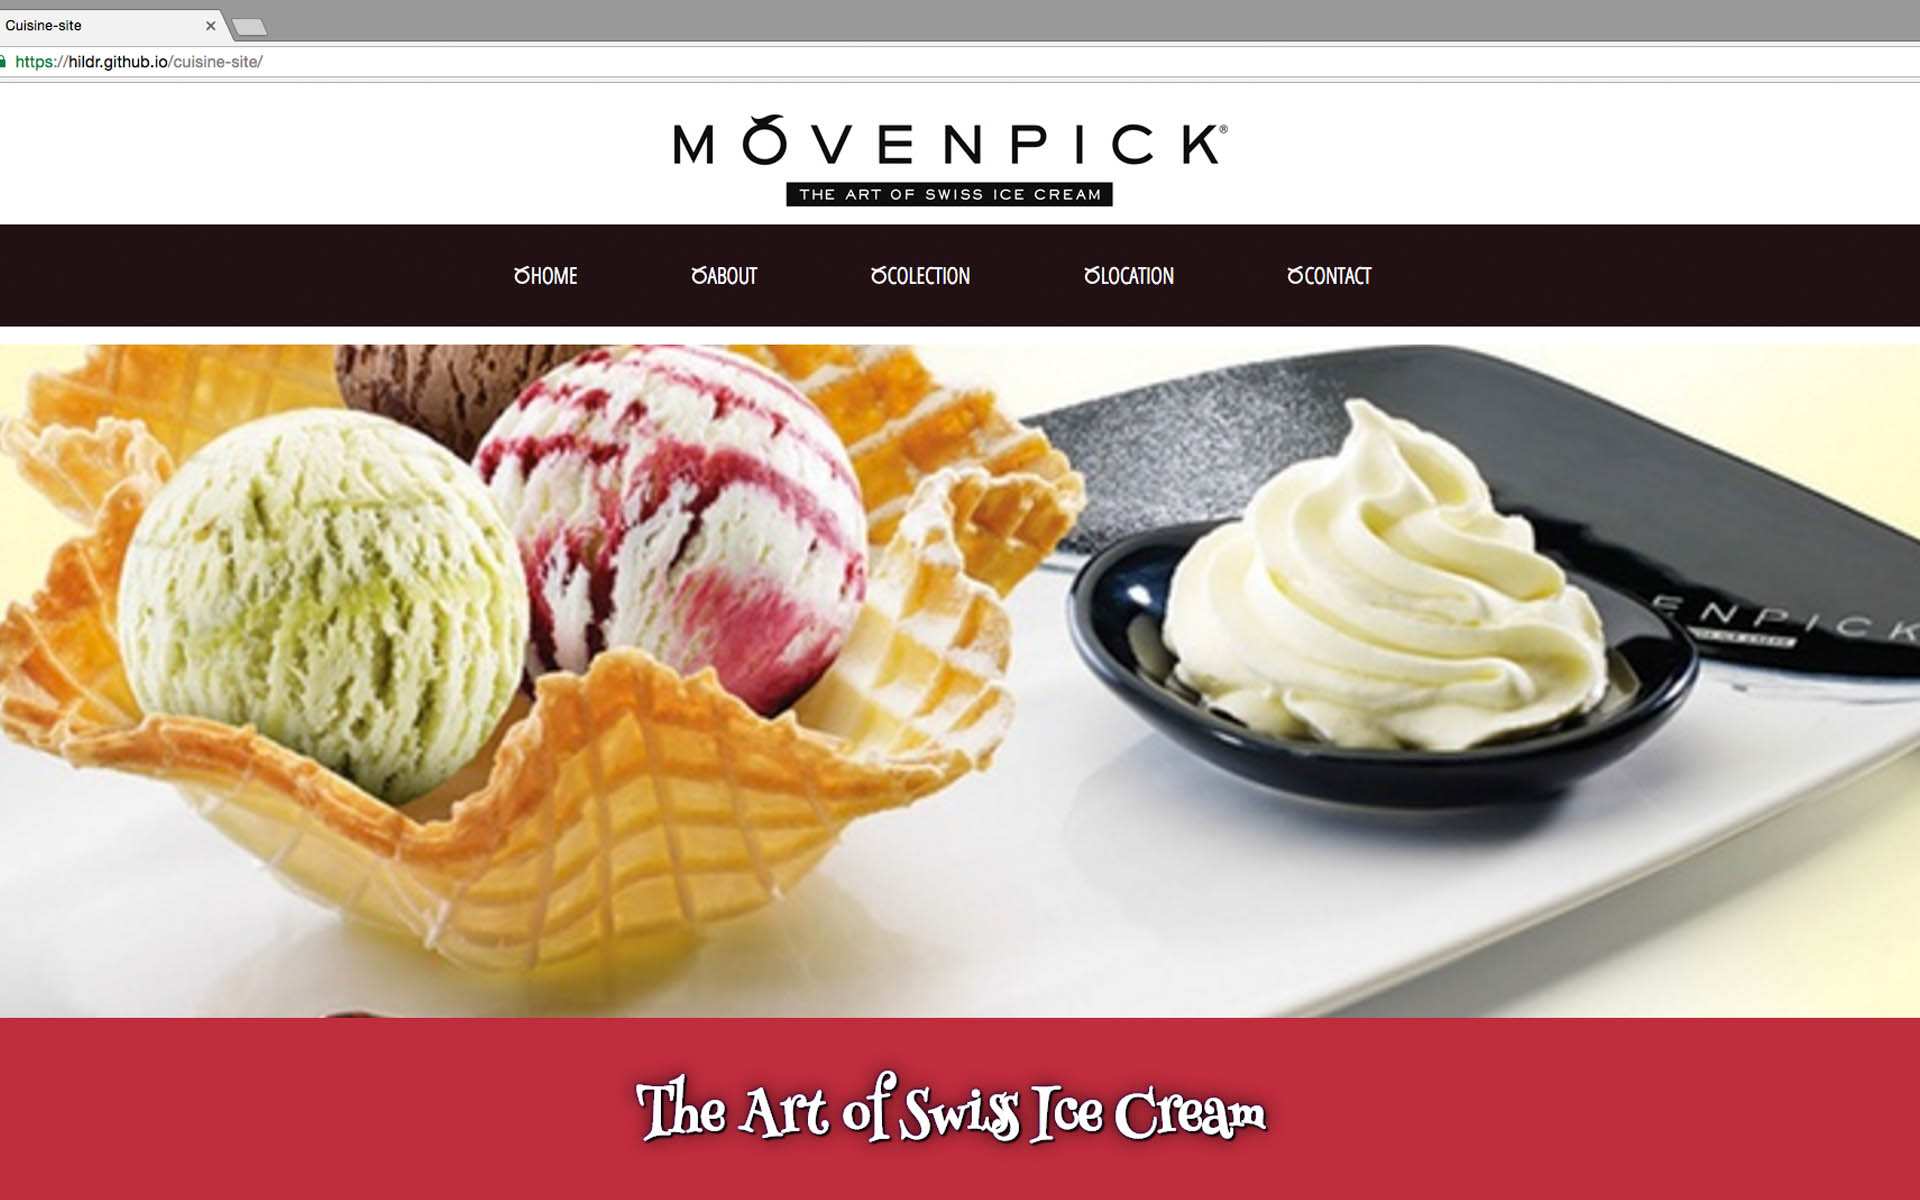 Cuisine-site
https://hildr.github.io/cuisine-site/
MÖVENPICK®
THE ART OF SWISS ICE CREAM
HOME ABOUT COLECTION LOCATION CONTACT
ENPICK
The Art of Swiss Ice Cream